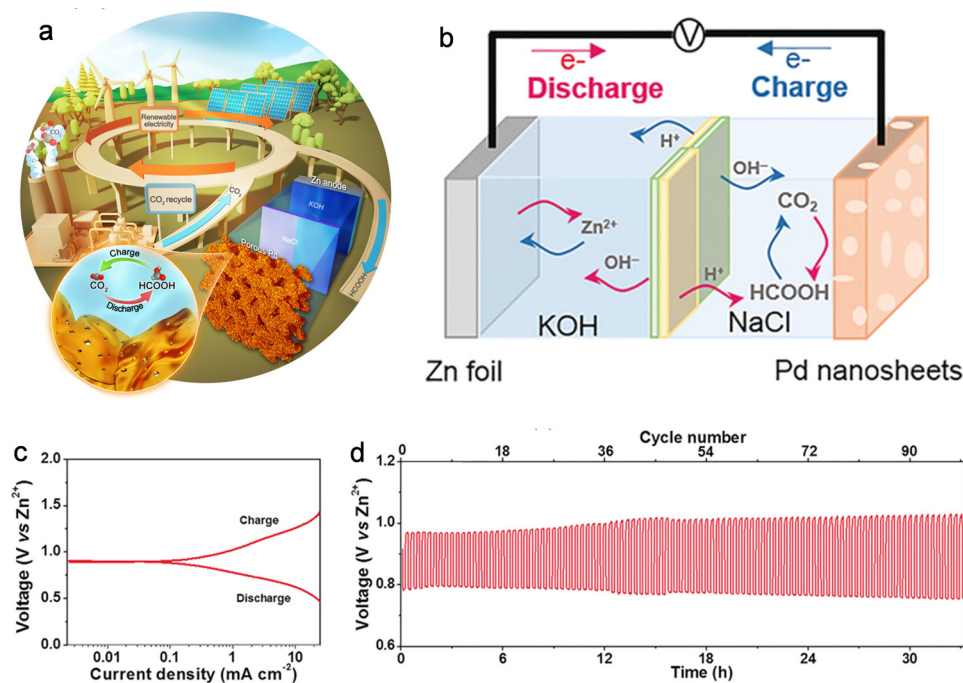 a
CO₂
Renewable
electricity
CO₂ recycle
CO₂
Zn anode
KOH
NaCl
Porous Pd
HCOOH
Charge
CO₂
HCOOH
Discharge
b
V
e-
Discharge
e-
Charge
H⁺
OH⁻
Zn²⁺
CO₂
OH⁻
H⁺
HCOOH
KOH
NaCl
Zn foil
Pd nanosheets
c
Voltage (V vs Zn²⁺)
2.0
1.5
1.0
0.5
0.0
Charge
Discharge
0.01
0.1
1
10
Current density (mA cm⁻²)
d
Cycle number
0
18
36
54
72
90
Voltage (V vs Zn²⁺)
1.2
1.0
0.8
0.6
0
6
12
18
24
30
Time (h)